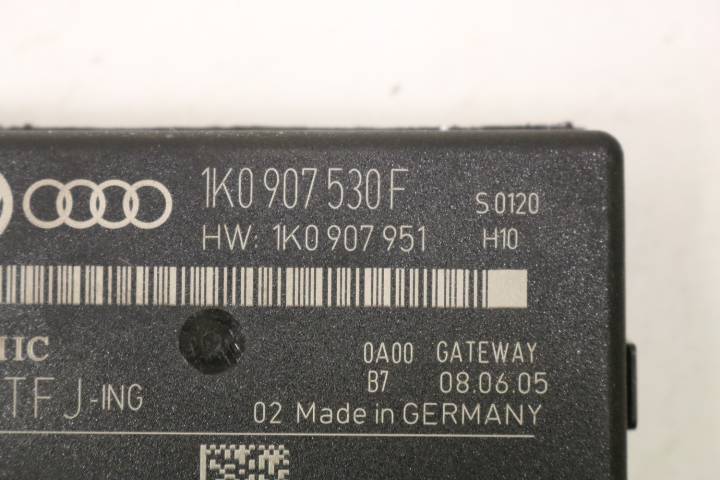 1K0 907 530 F S 0120
HW: 1K0 907 951 H10
0A00 GATEWAY
B7 08.06.05
TFJ-ING
02 Made in GERMANY